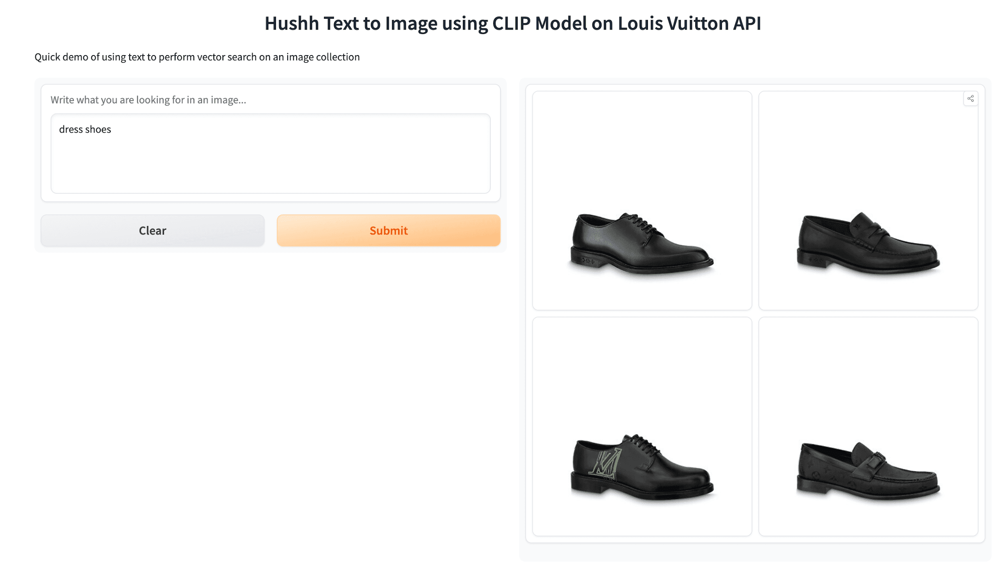 Hushh Text to Image using CLIP Model on Louis Vuitton API
Quick demo of using text to perform vector search on an image collection
Write what you are looking for in an image...
dress shoes
Clear
Submit
LV